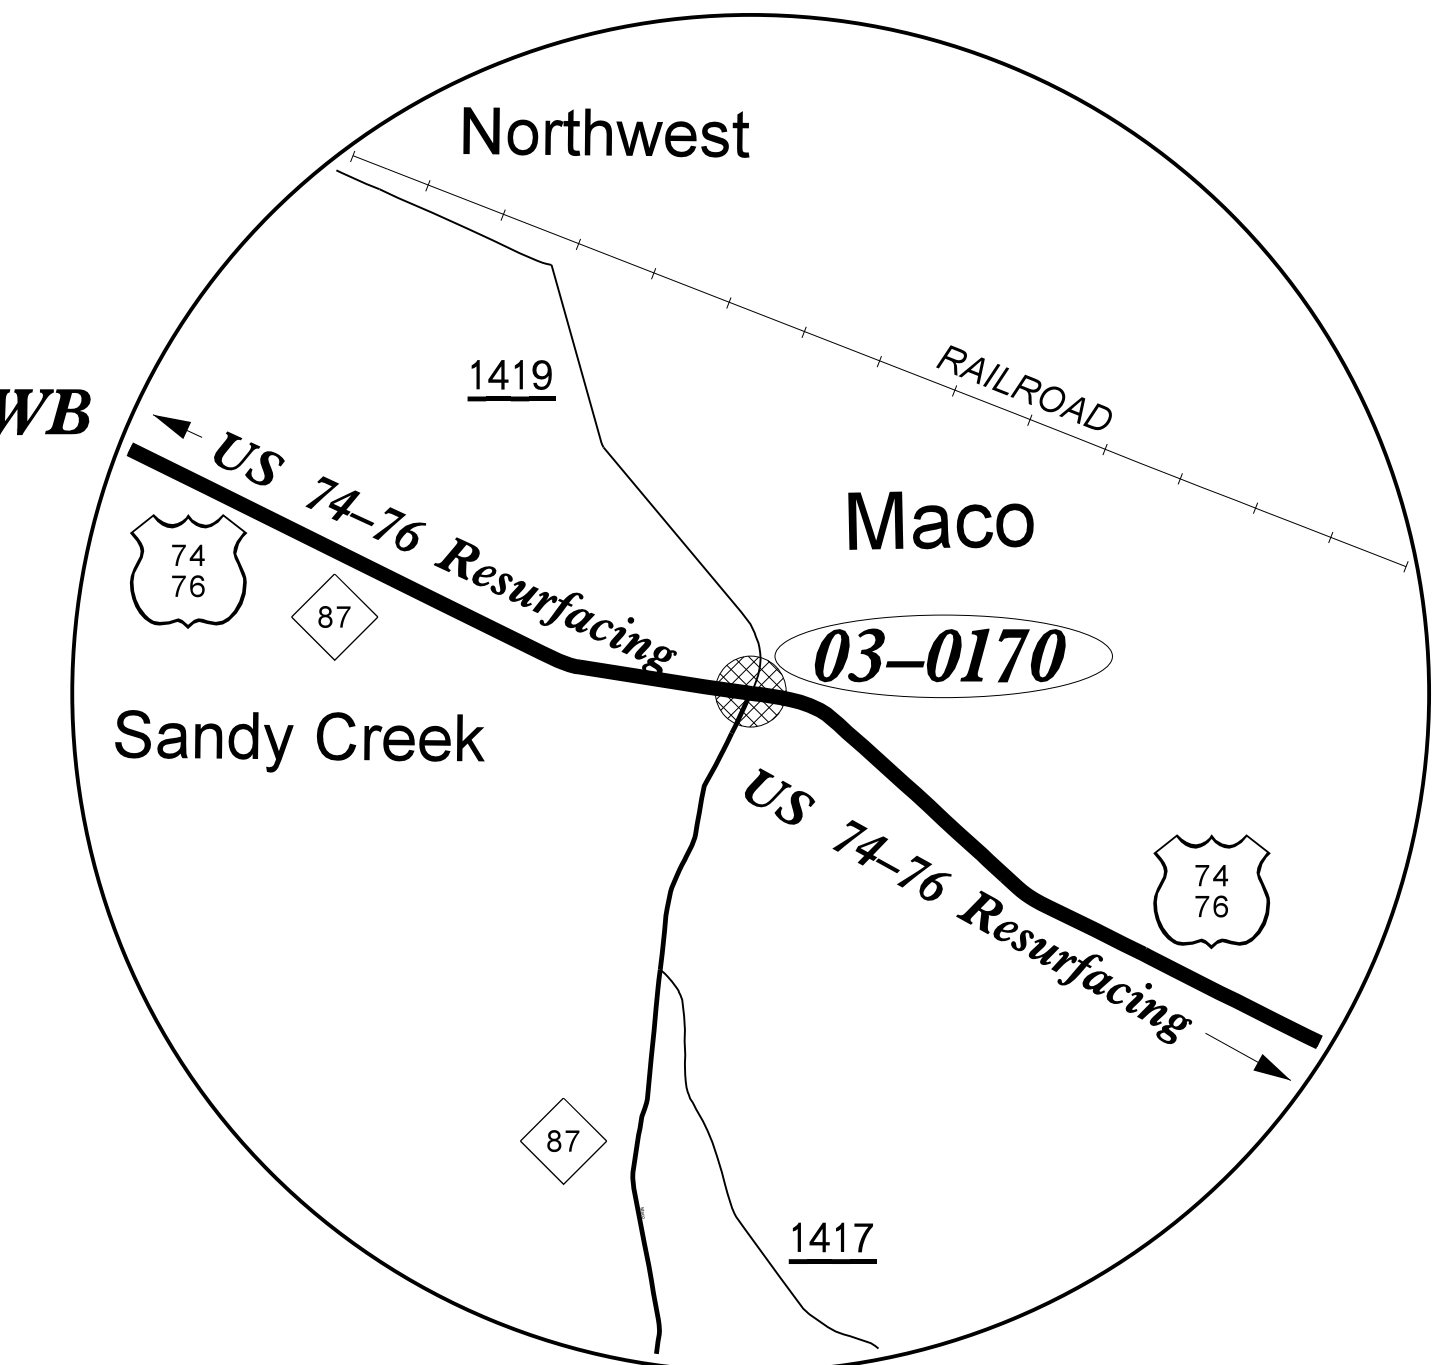 Northwest
RAILROAD
1419
WB
US 74–76 Resurfacing
Maco
74
76
87
03–0170
Sandy Creek
US 74–76 Resurfacing
74
76
87
1417